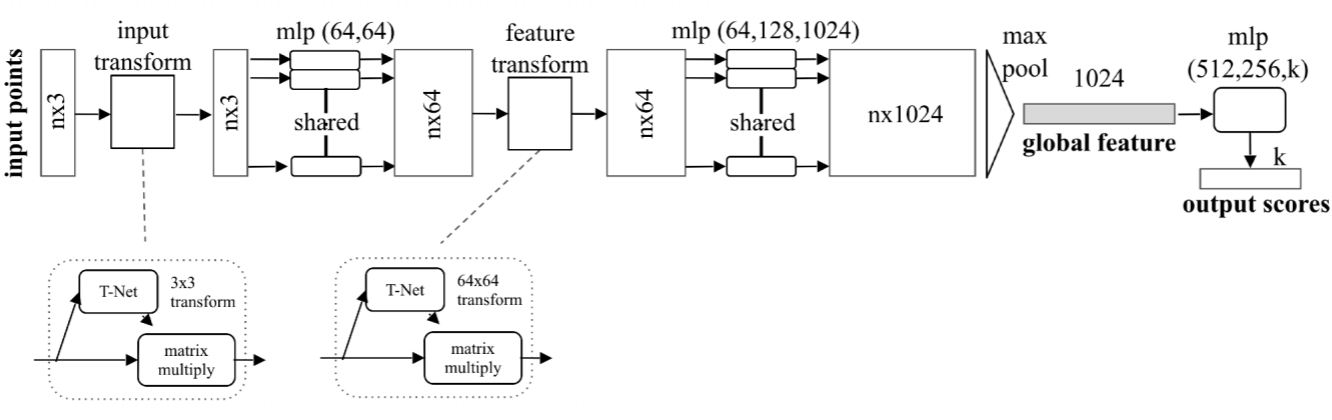 input points
nx3
input
transform
nx3
mlp (64,64)
shared
nx64
feature
transform
nx64
mlp (64,128,1024)
shared
nx1024
max
pool
1024
global feature
mlp
(512,256,k)
k
output scores
T-Net
3x3
transform
matrix
multiply
T-Net
64x64
transform
matrix
multiply